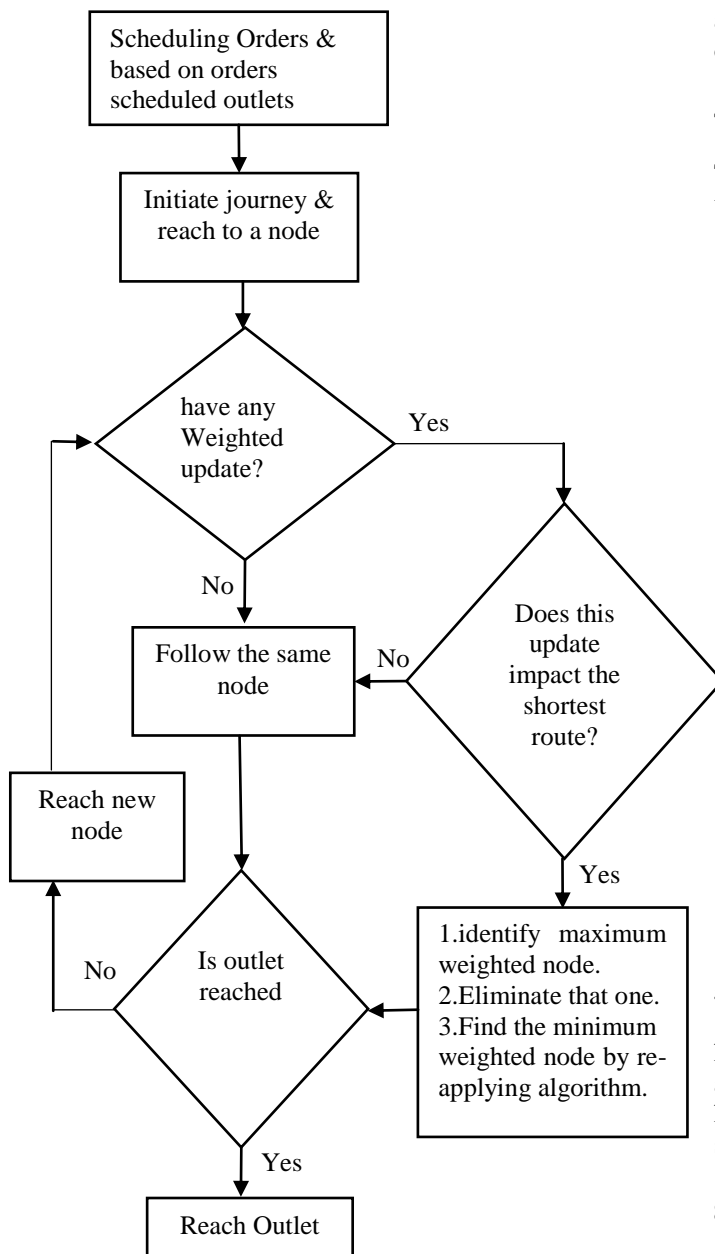 Scheduling Orders &
based on orders
scheduled outlets
Initiate journey &
reach to a node
have any
Weighted
update?
Yes
No
Does this
update
impact the
shortest
route?
No
Follow the same
node
Reach new
node
Yes
1.identify maximum
weighted node.
2.Eliminate that one.
3.Find the minimum
weighted node by re-
applying algorithm.
Is outlet
reached
No
Yes
Reach Outlet